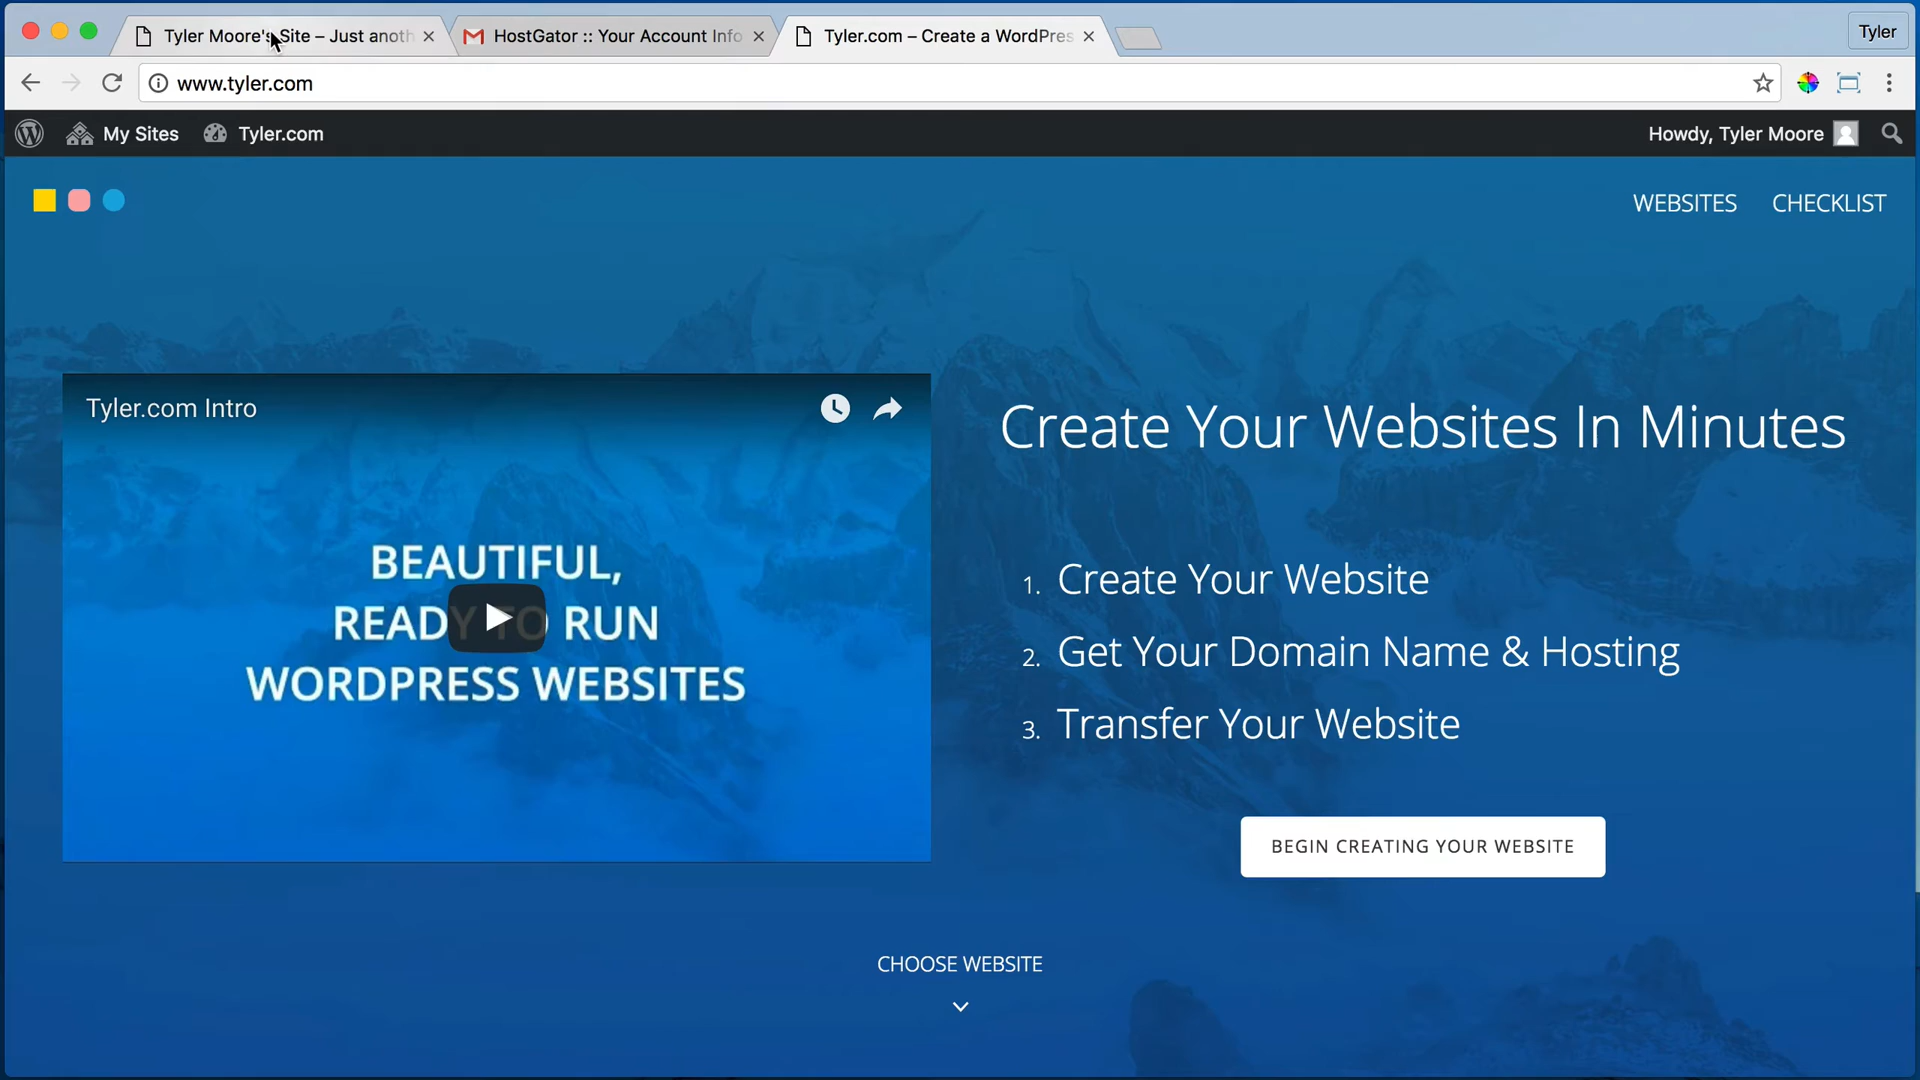 Tyler Moore's Site – Just anoth
HostGator :: Your Account Info
Tyler.com – Create a WordPres
Tyler
www.tyler.com
My Sites
Tyler.com
Howdy, Tyler Moore
WEBSITES
CHECKLIST
Tyler.com Intro
BEAUTIFUL,
READY TO RUN
WORDPRESS WEBSITES
Create Your Websites In Minutes
1. Create Your Website
2. Get Your Domain Name & Hosting
3. Transfer Your Website
BEGIN CREATING YOUR WEBSITE
CHOOSE WEBSITE